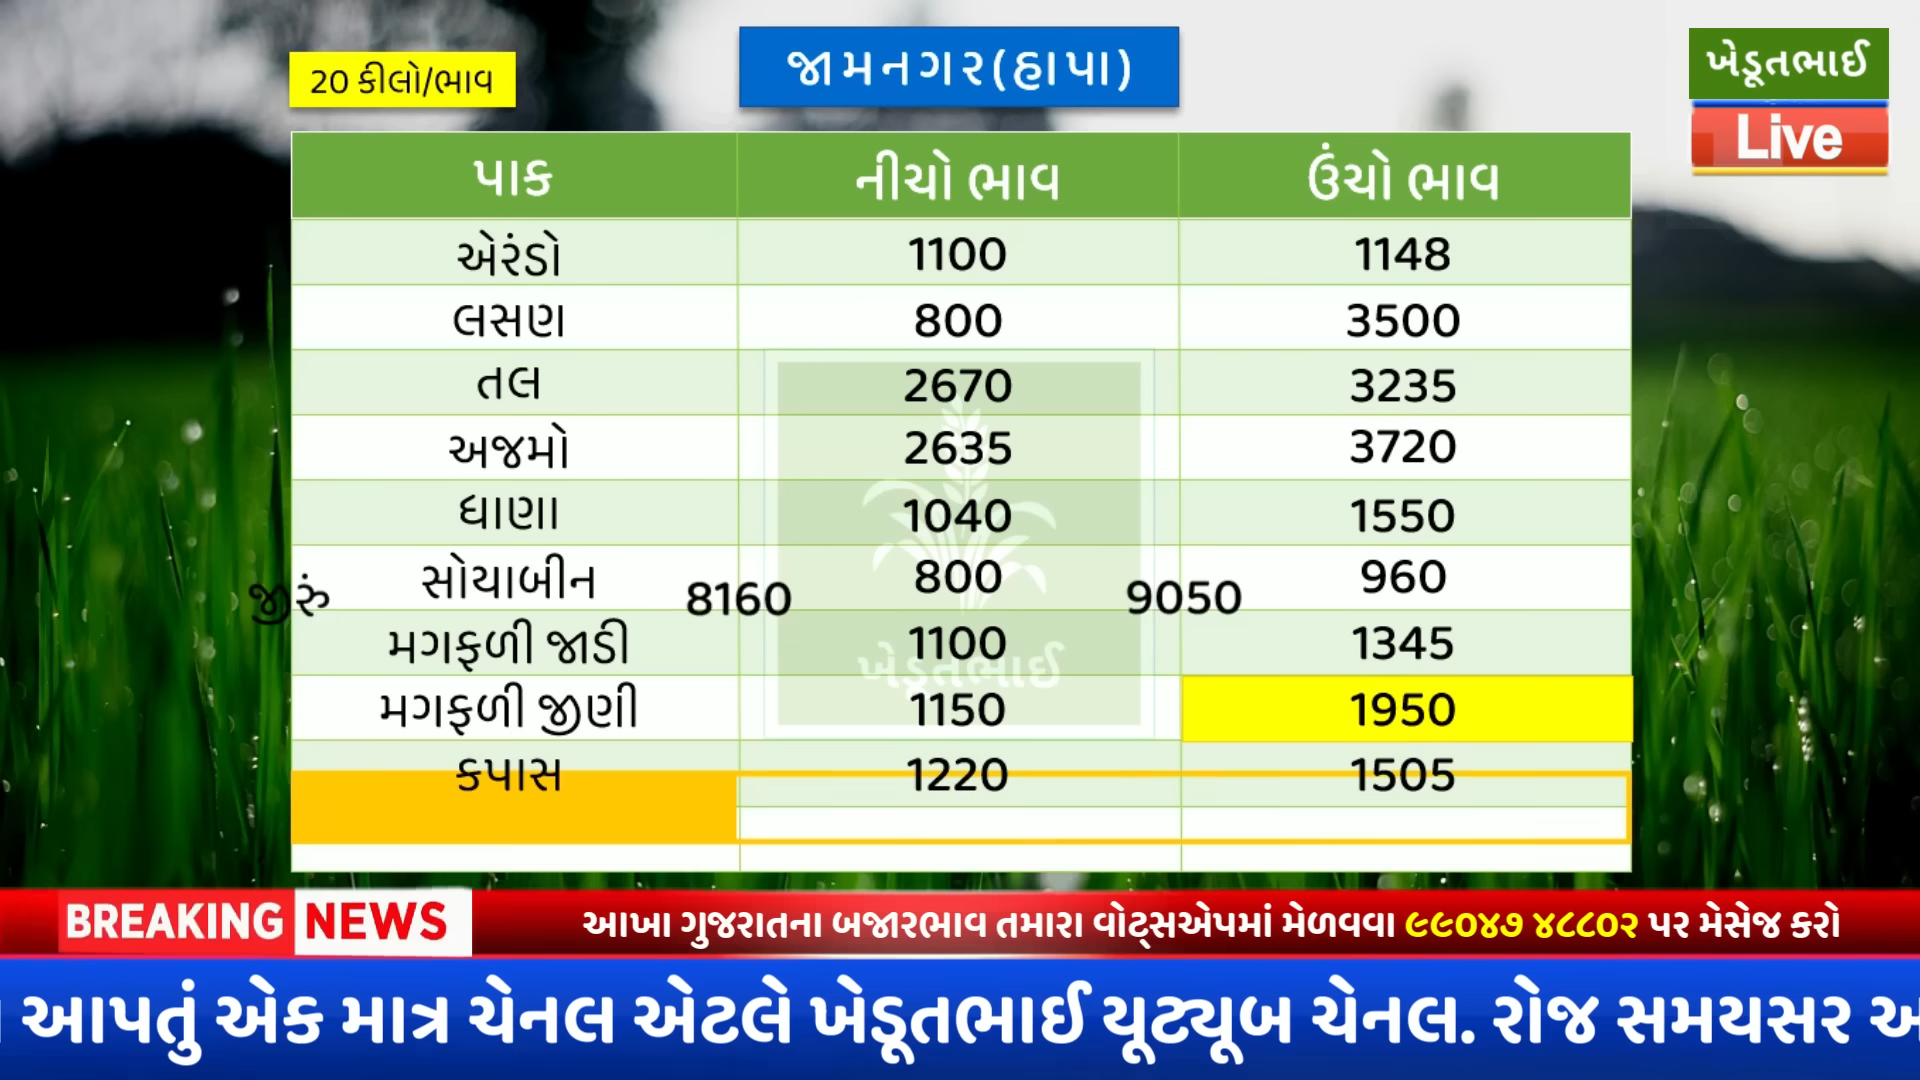 20 કીલો/ભાવ
જામનગર(હાપા)
ખેડૂતભાઈ
Live
પાક નીચો ભાવ ઉંચો ભાવ
એરંડો 1100 1148
લસણ 800 3500
તલ 2670 3235
અજમો 2635 3720
ધાણા 1040 1550
સોયાબીન 800 960
જીરું 8160 9050
મગફળી જાડી 1100 1345
ખેડૂતભાઈ
મગફળી જીણી 1150 1950
કપાસ 1220 1505
BREAKING NEWS
આખા ગુજરાતના બજારભાવ તમારા વોટ્સએપમાં મેળવવા ૯૯૦૪૭ ૪૮૮૦૨ પર મેસેજ કરો
આપતું એક માત્ર ચેનલ એટલે ખેડૂતભાઈ યૂટ્યૂબ ચેનલ. રોજ સમયસર